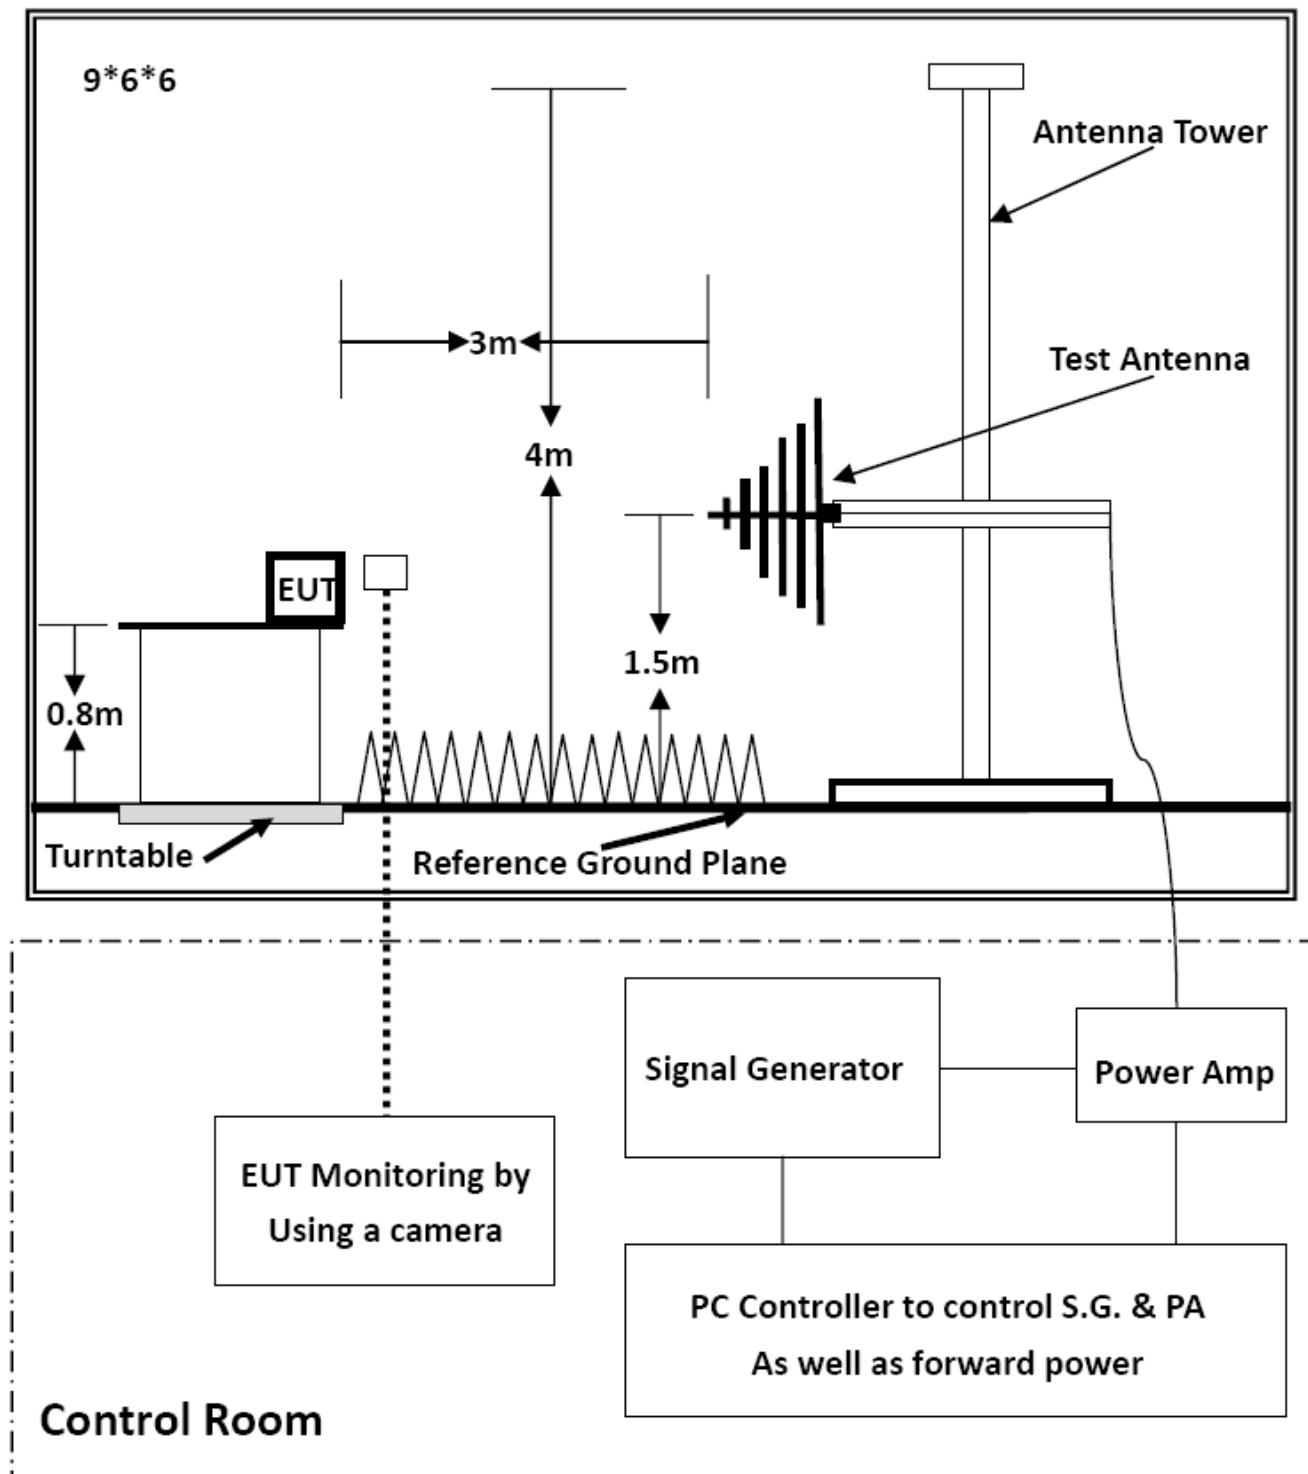 9*6*6
Antenna Tower
3m
Test Antenna
4m
EUT
1.5m
0.8m
Turntable
Reference Ground Plane
Signal Generator
Power Amp
EUT Monitoring by
Using a camera
PC Controller to control S.G. & PA
As well as forward power
Control Room